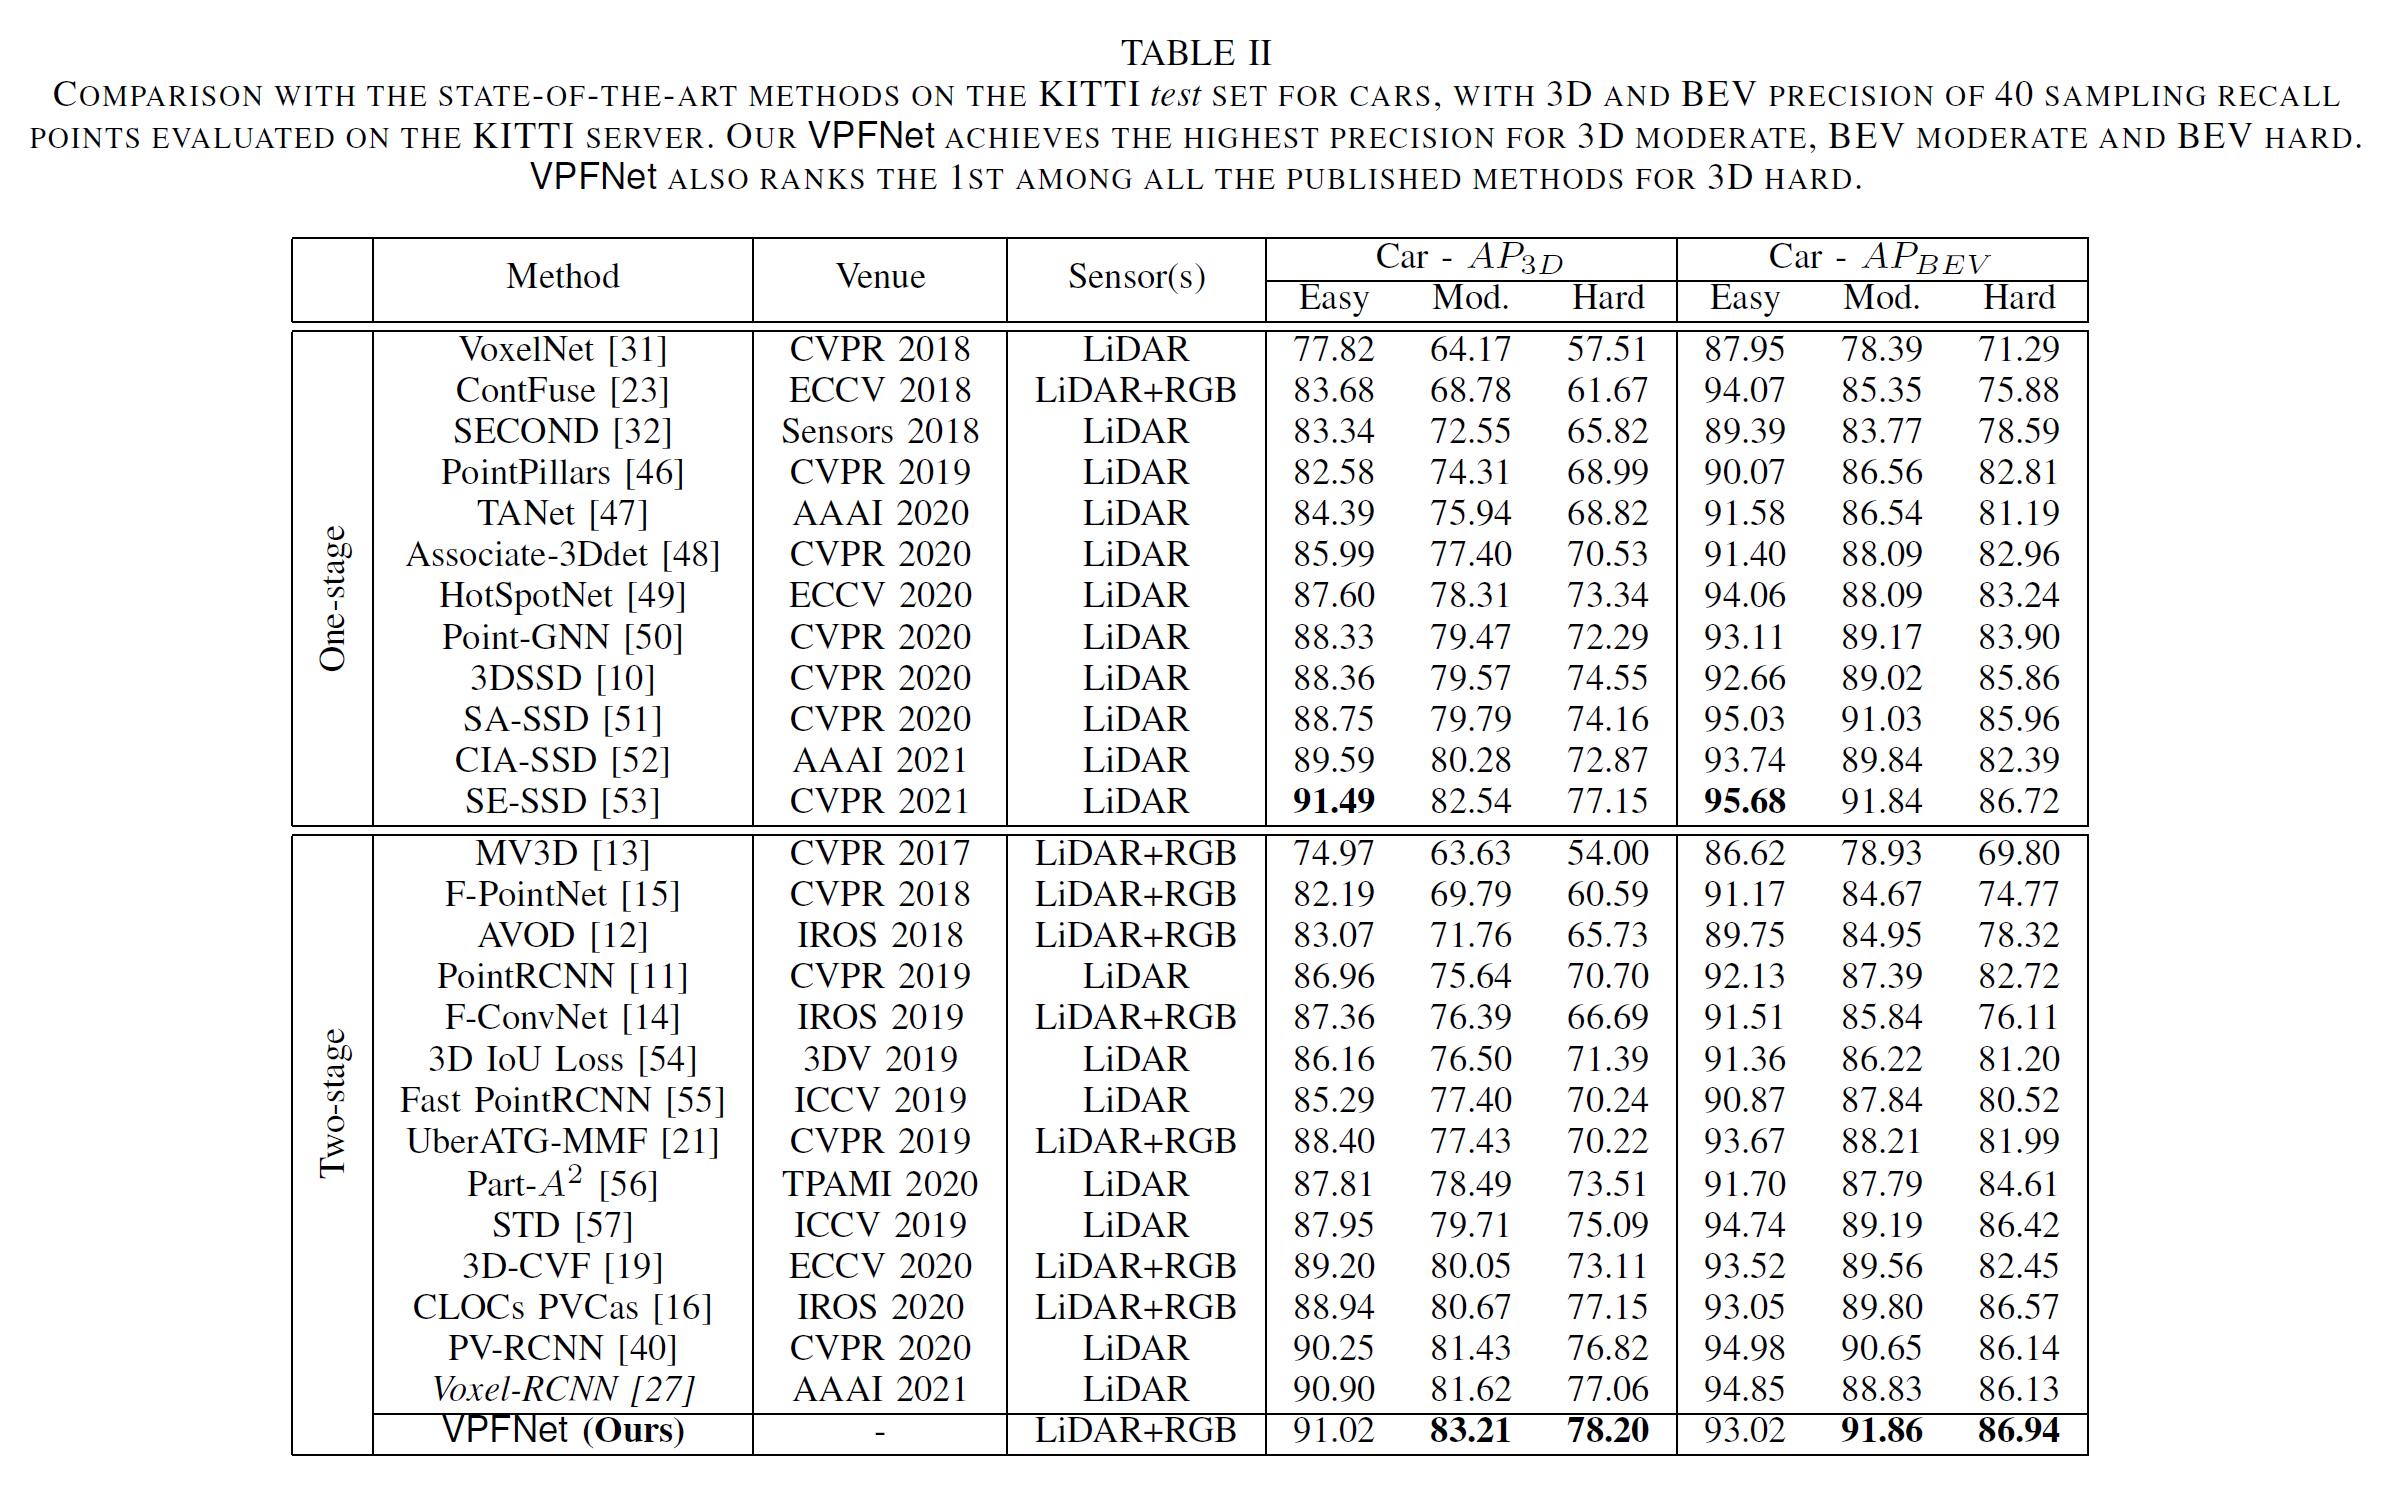 TABLE II
COMPARISON WITH THE STATE-OF-THE-ART METHODS ON THE KITTI test SET FOR CARS, WITH 3D AND BEV PRECISION OF 40 SAMPLING RECALL
POINTS EVALUATED ON THE KITTI SERVER. OUR VPFNet ACHIEVES THE HIGHEST PRECISION FOR 3D MODERATE, BEV MODERATE AND BEV HARD.
VPFNet ALSO RANKS THE 1ST AMONG ALL THE PUBLISHED METHODS FOR 3D HARD.
Method Venue Sensor(s) Car - AP3D Car - APBEV
Easy Mod. Hard Easy Mod. Hard
One-stage
VoxelNet [31] CVPR 2018 LiDAR 77.82 64.17 57.51 87.95 78.39 71.29
ContFuse [23] ECCV 2018 LiDAR+RGB 83.68 68.78 61.67 94.07 85.35 75.88
SECOND [32] Sensors 2018 LiDAR 83.34 72.55 65.82 89.39 83.77 78.59
PointPillars [46] CVPR 2019 LiDAR 82.58 74.31 68.99 90.07 86.56 82.81
TANet [47] AAAI 2020 LiDAR 84.39 75.94 68.82 91.58 86.54 81.19
Associate-3Ddet [48] CVPR 2020 LiDAR 85.99 77.40 70.53 91.40 88.09 82.96
HotSpotNet [49] ECCV 2020 LiDAR 87.60 78.31 73.34 94.06 88.09 83.24
Point-GNN [50] CVPR 2020 LiDAR 88.33 79.47 72.29 93.11 89.17 83.90
3DSSD [10] CVPR 2020 LiDAR 88.36 79.57 74.55 92.66 89.02 85.86
SA-SSD [51] CVPR 2020 LiDAR 88.75 79.79 74.16 95.03 91.03 85.96
CIA-SSD [52] AAAI 2021 LiDAR 89.59 80.28 72.87 93.74 89.84 82.39
SE-SSD [53] CVPR 2021 LiDAR 91.49 82.54 77.15 95.68 91.84 86.72
Two-stage
MV3D [13] CVPR 2017 LiDAR+RGB 74.97 63.63 54.00 86.62 78.93 69.80
F-PointNet [15] CVPR 2018 LiDAR+RGB 82.19 69.79 60.59 91.17 84.67 74.77
AVOD [12] IROS 2018 LiDAR+RGB 83.07 71.76 65.73 89.75 84.95 78.32
PointRCNN [11] CVPR 2019 LiDAR 86.96 75.64 70.70 92.13 87.39 82.72
F-ConvNet [14] IROS 2019 LiDAR+RGB 87.36 76.39 66.69 91.51 85.84 76.11
3D IoU Loss [54] 3DV 2019 LiDAR 86.16 76.50 71.39 91.36 86.22 81.20
Fast PointRCNN [55] ICCV 2019 LiDAR 85.29 77.40 70.24 90.87 87.84 80.52
UberATG-MMF [21] CVPR 2019 LiDAR+RGB 88.40 77.43 70.22 93.67 88.21 81.99
Part-A² [56] TPAMI 2020 LiDAR 87.81 78.49 73.51 91.70 87.79 84.61
STD [57] ICCV 2019 LiDAR 87.95 79.71 75.09 94.74 89.19 86.42
3D-CVF [19] ECCV 2020 LiDAR+RGB 89.20 80.05 73.11 93.52 89.56 82.45
CLOCs PVCas [16] IROS 2020 LiDAR+RGB 88.94 80.67 77.15 93.05 89.80 86.57
PV-RCNN [40] CVPR 2020 LiDAR 90.25 81.43 76.82 94.98 90.65 86.14
Voxel-RCNN [27] AAAI 2021 LiDAR 90.90 81.62 77.06 94.85 88.83 86.13
VPFNet (Ours) - LiDAR+RGB 91.02 83.21 78.20 93.02 91.86 86.94